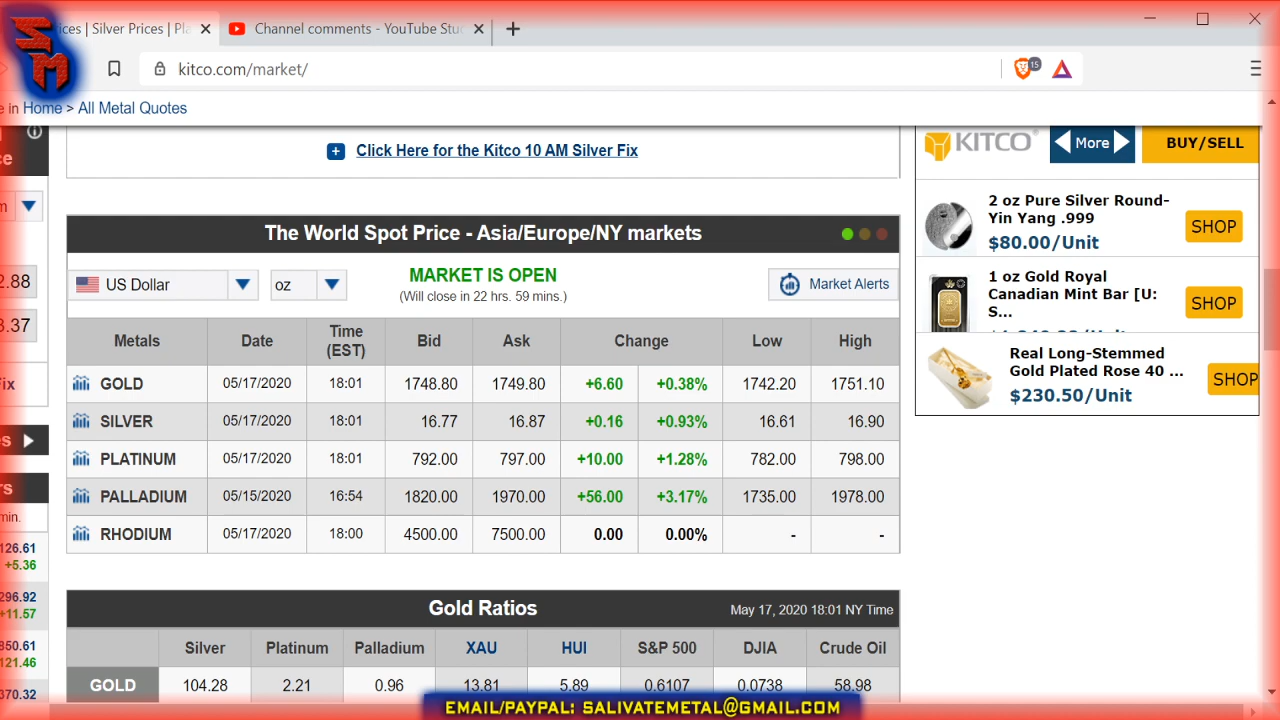 SM
ices | Silver Prices | Pla
Channel comments - YouTube Stu
kitco.com/market/
15
e in Home > All Metal Quotes
Click Here for the Kitco 10 AM Silver Fix
KITCO
More
BUY/SELL
ce
The World Spot Price - Asia/Europe/NY markets
US Dollar
oz
MARKET IS OPEN
(Will close in 22 hrs. 59 mins.)
Market Alerts
2.88
3.37
Fix
Metals Date Time (EST) Bid Ask Change Low High
GOLD 05/17/2020 18:01 1748.80 1749.80 +6.60 +0.38% 1742.20 1751.10
SILVER 05/17/2020 18:01 16.77 16.87 +0.16 +0.93% 16.61 16.90
PLATINUM 05/17/2020 18:01 792.00 797.00 +10.00 +1.28% 782.00 798.00
PALLADIUM 05/15/2020 16:54 1820.00 1970.00 +56.00 +3.17% 1735.00 1978.00
RHODIUM 05/17/2020 18:00 4500.00 7500.00 0.00 0.00% - -
2 oz Pure Silver Round-
Yin Yang .999
$80.00/Unit
SHOP
1 oz Gold Royal
Canadian Mint Bar [U:
S...
SHOP
Real Long-Stemmed
Gold Plated Rose 40 ...
$230.50/Unit
SHOP
min.
126.61
+5.36
296.92
+11.57
850.61
121.46
370.32
Gold Ratios
May 17, 2020 18:01 NY Time
Silver Platinum Palladium XAU HUI S&P 500 DJIA Crude Oil
GOLD 104.28 2.21 0.96 13.81 5.89 0.6107 0.0738 58.98
EMAIL/PAYPAL: SALIVATEMETAL@GMAIL.COM